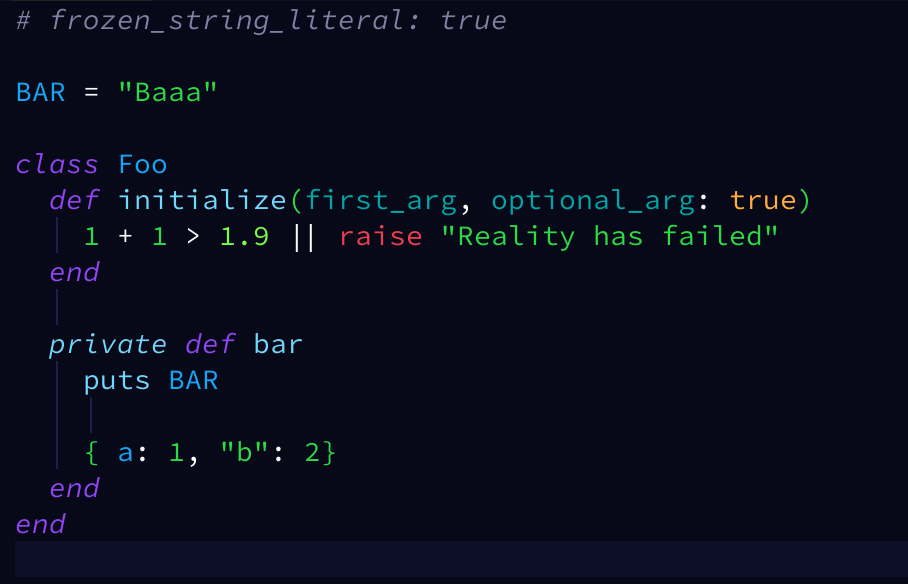 # frozen_string_literal: true
BAR = "Baaa"
class Foo
  def initialize(first_arg, optional_arg: true)
    1 + 1 > 1.9 || raise "Reality has failed"
  end
  private def bar
    puts BAR
    { a: 1, "b": 2}
  end
end